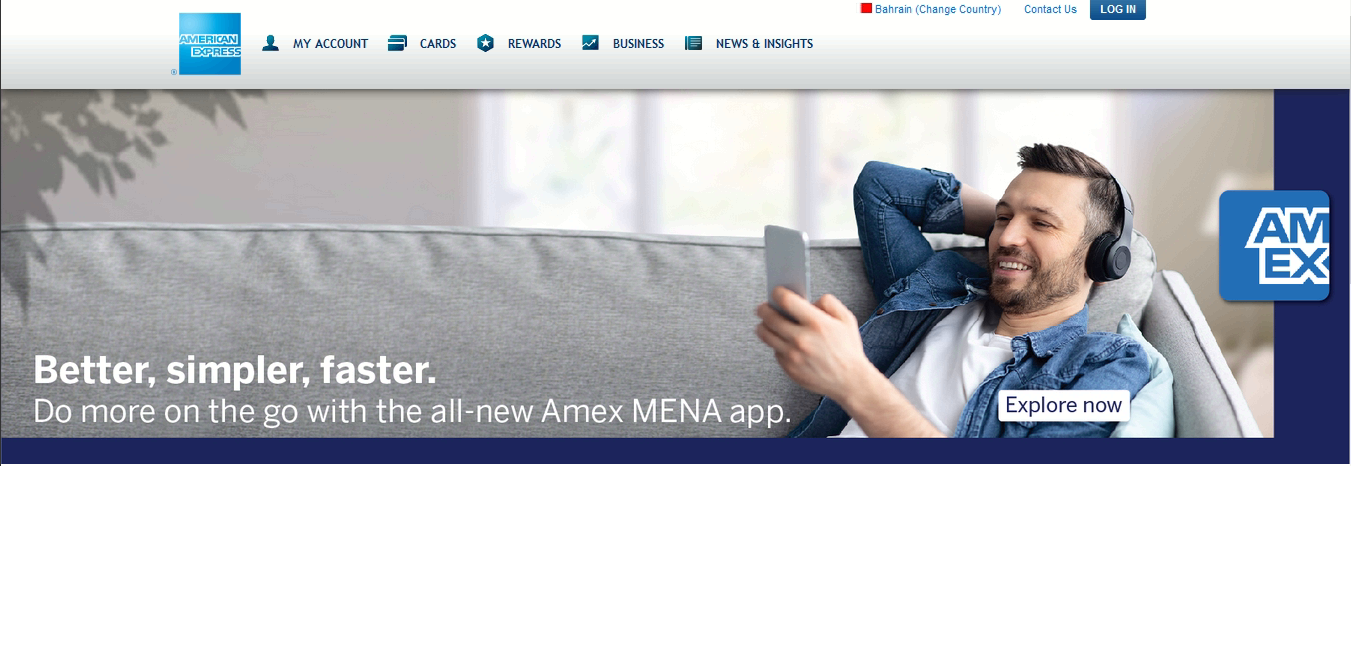 Bahrain (Change Country)
Contact Us
LOG IN
AMERICAN
EXPRESS
®
MY ACCOUNT
CARDS
REWARDS
BUSINESS
NEWS & INSIGHTS
AM
EX
Better, simpler, faster.
Do more on the go with the all-new Amex MENA app.
Explore now